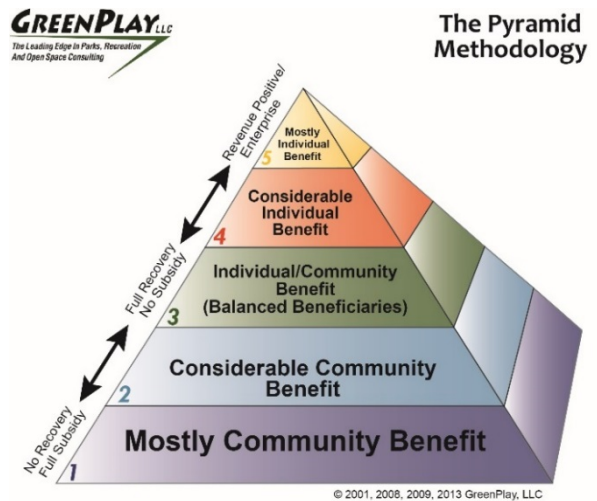 GREENPLAY LLC
The Leading Edge In Parks, Recreation
And Open Space Consulting
The Pyramid
Methodology
Revenue Positive/
Enterprise
5
Mostly
Individual
Benefit
4
Considerable
Individual
Benefit
Full Recovery
No Subsidy
3
Individual/Community
Benefit
(Balanced Beneficiaries)
2
Considerable Community
Benefit
No Recovery
Full Subsidy
1
Mostly Community Benefit
© 2001, 2008, 2009, 2013 GreenPlay, LLC